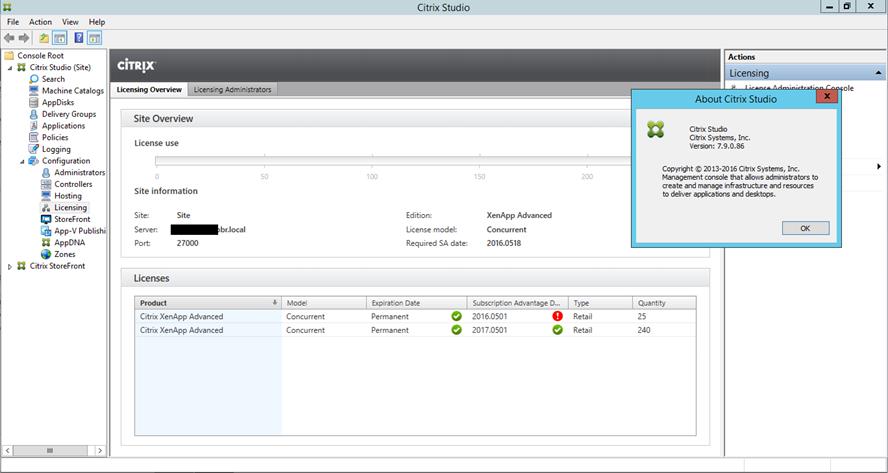 Citrix Studio
File Action View Help
Console Root
Citrix Studio (Site)
Search
Machine Catalogs
AppDisks
Delivery Groups
Applications
Policies
Logging
Configuration
Administrators
Controllers
Hosting
Licensing
StoreFront
App-V Publishi
AppDNA
Zones
Citrix StoreFront
CİTRIX
Licensing Overview Licensing Administrators
Site Overview
License use
0 50 100 150 200
Site information
Site: Site
Server: obr.local
Port: 27000
Edition: XenApp Advanced
License model: Concurrent
Required SA date: 2016.0518
Licenses
Product Model Expiration Date Subscription Advantage D... Type Quantity
Citrix XenApp Advanced Concurrent Permanent 2016.0501 Retail 25
Citrix XenApp Advanced Concurrent Permanent 2017.0501 Retail 240
Actions
Licensing
License Administration Console
About Citrix Studio
Citrix Studio
Citrix Systems, Inc.
Version: 7.9.0.86
Copyright © 2013-2016 Citrix Systems, Inc.
Management console that allows administrators to
create and manage infrastructure and resources
to deliver applications and desktops.
OK